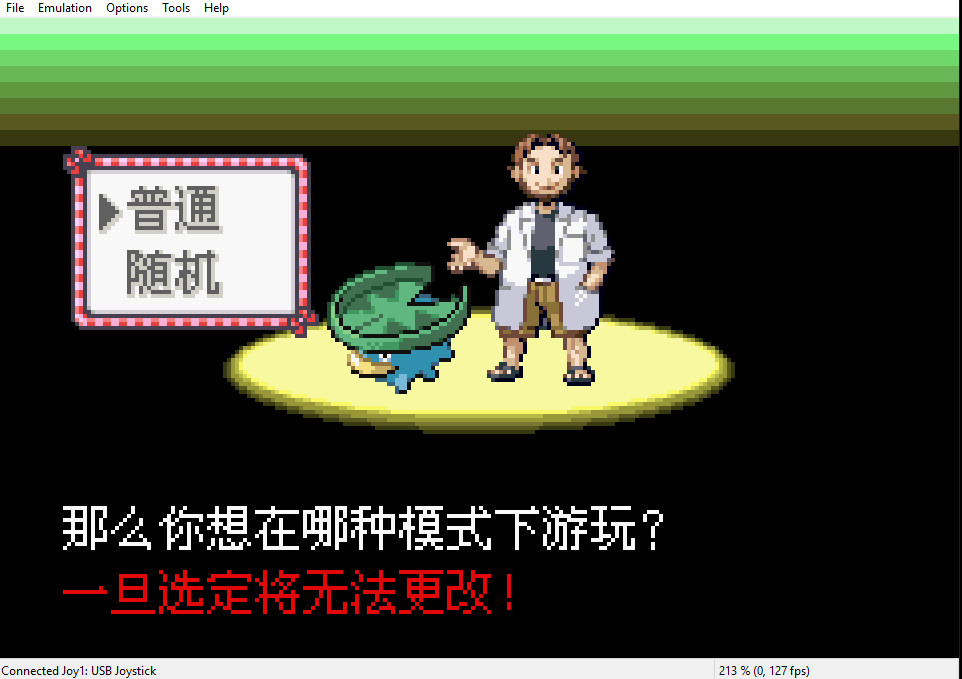 File Emulation Options Tools Help
普通
随机
那么你想在哪种模式下游玩?
一旦选定将无法更改!
Connected Joy1: USB Joystick 213 % (0, 127 fps)